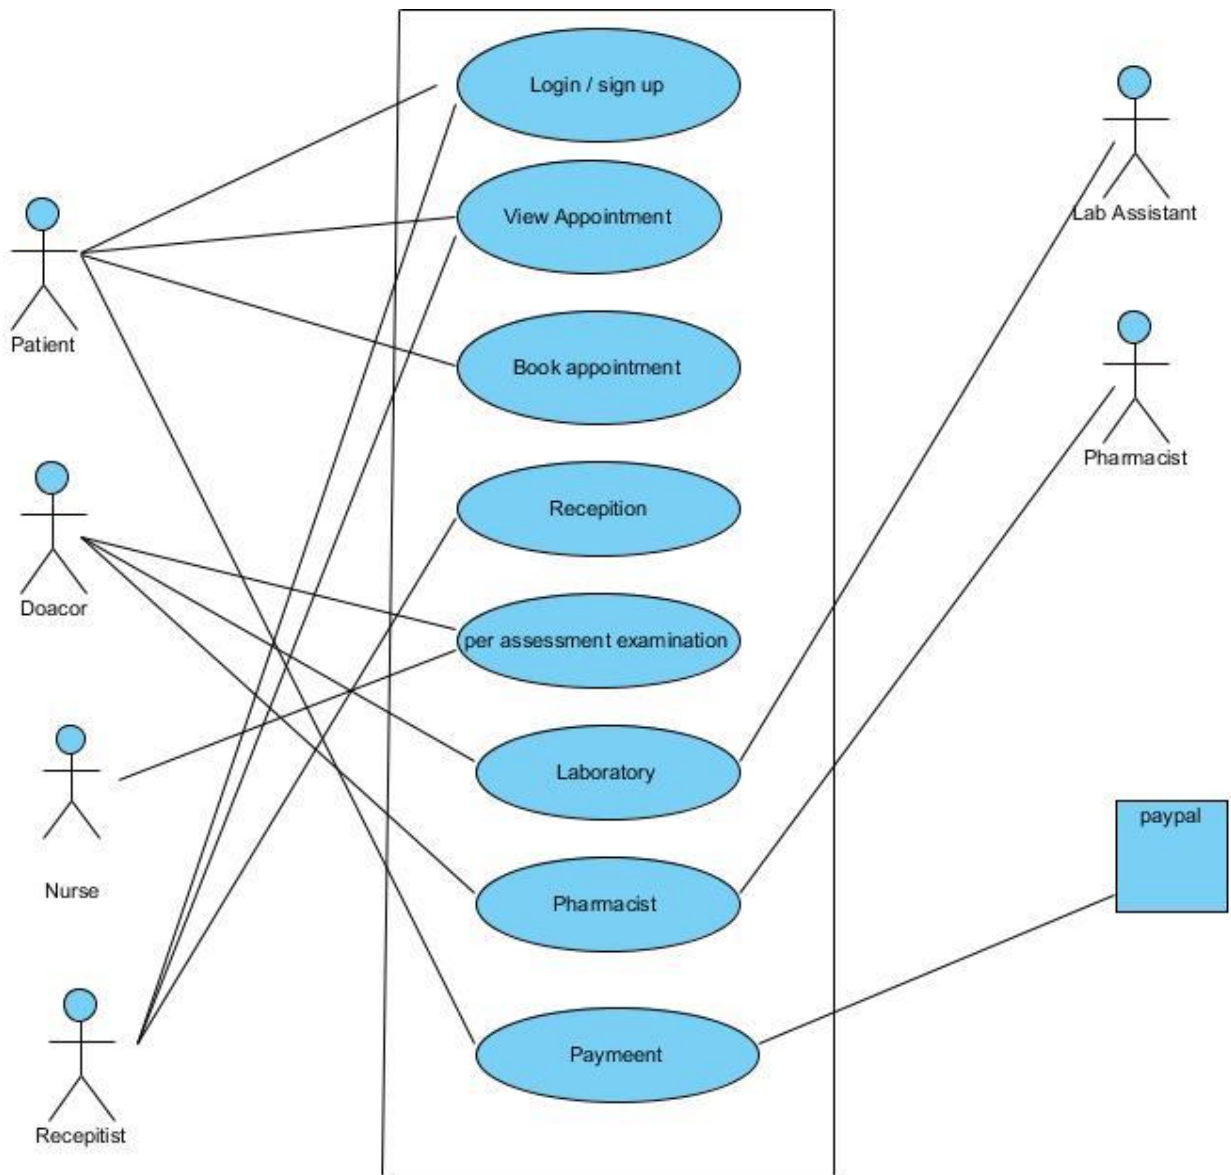 Login / sign up
View Appointment
Lab Assistant
Patient
Book appointment
Pharmacist
Recepition
Doacor
per assessment examination
Laboratory
paypal
Nurse
Pharmacist
Paymeent
Recepitist